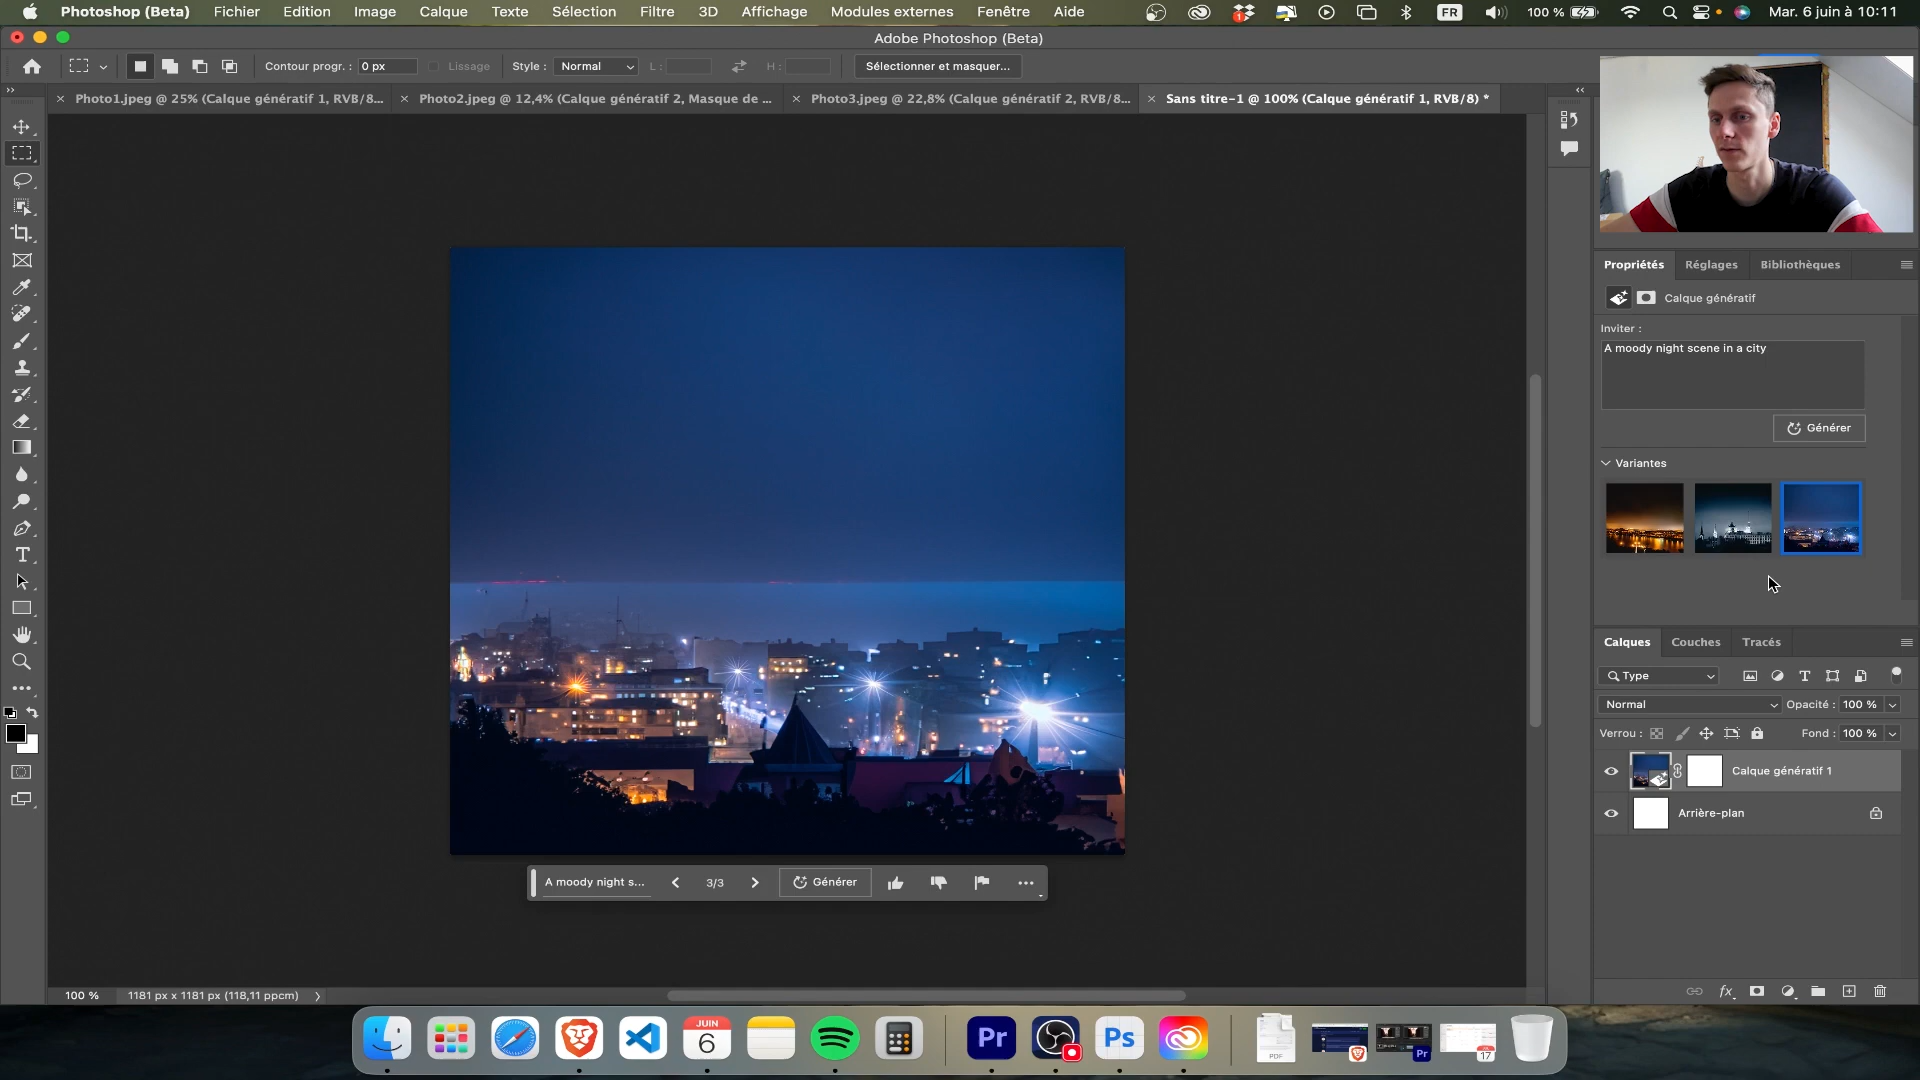 Photoshop (Beta) Fichier Edition Image Calque Texte Sélection Filtre 3D Affichage Modules externes Fenêtre Aide 1 FR 100 % Mar. 6 juin à 10:11
Adobe Photoshop (Beta)
Contour progr. : 0 px Lissage Style : Normal L : H : Sélectionner et masquer...
Photo1.jpeg @ 25% (Calque génératif 1, RVB/8... Photo2.jpeg @ 12,4% (Calque génératif 2, Masque de ... Photo3.jpeg @ 22,8% (Calque génératif 2, RVB/8... Sans titre-1 @ 100% (Calque génératif 1, RVB/8) *
Propriétés Réglages Bibliothèques
Calque génératif
Inviter :
A moody night scene in a city
Générer
Variantes
Calques Couches Tracés
Type
Normal Opacité : 100 %
Verrou : Fond : 100 %
Calque génératif 1
Arrière-plan
A moody night s... 3/3 Générer
100 % 1181 px x 1181 px (118,11 ppcm)
JUIN
6
Pr
Ps
PDF
Pr
17